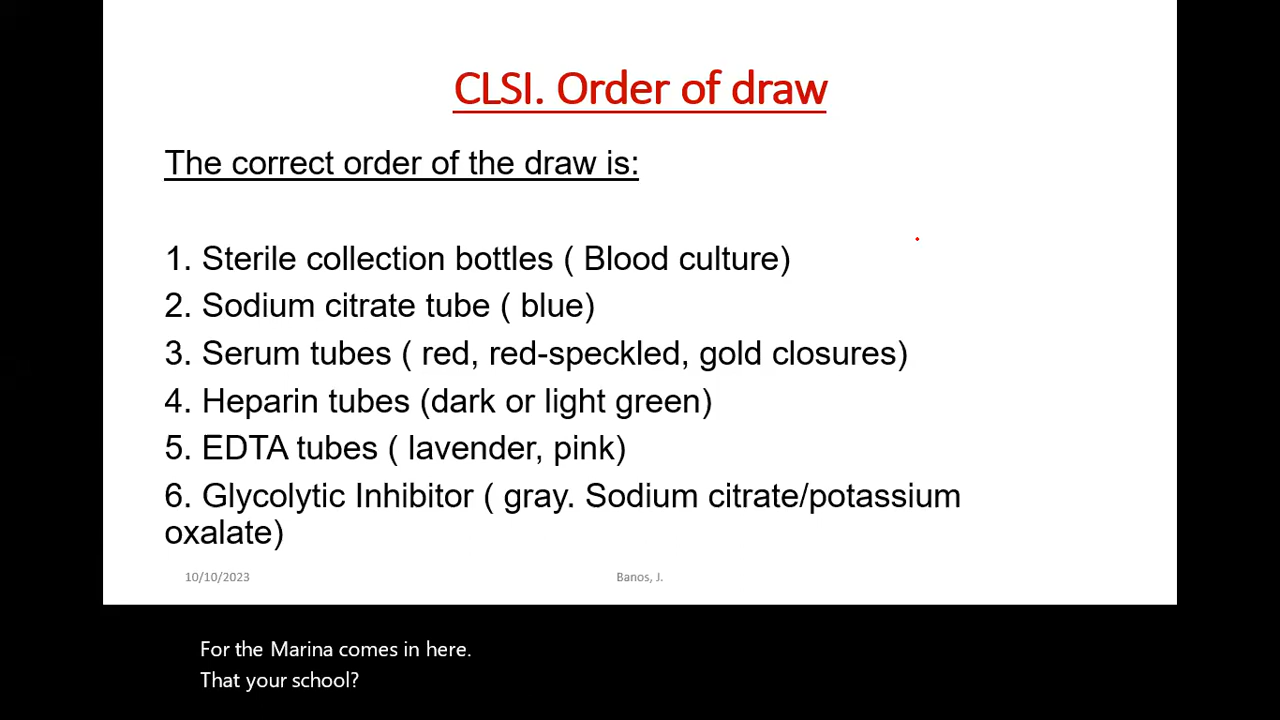 CLSI. Order of draw
The correct order of the draw is:
1. Sterile collection bottles ( Blood culture)
2. Sodium citrate tube ( blue)
3. Serum tubes ( red, red-speckled, gold closures)
4. Heparin tubes (dark or light green)
5. EDTA tubes ( lavender, pink)
6. Glycolytic Inhibitor ( gray. Sodium citrate/potassium
oxalate)
10/10/2023
Banos, J.
For the Marina comes in here.
That your school?